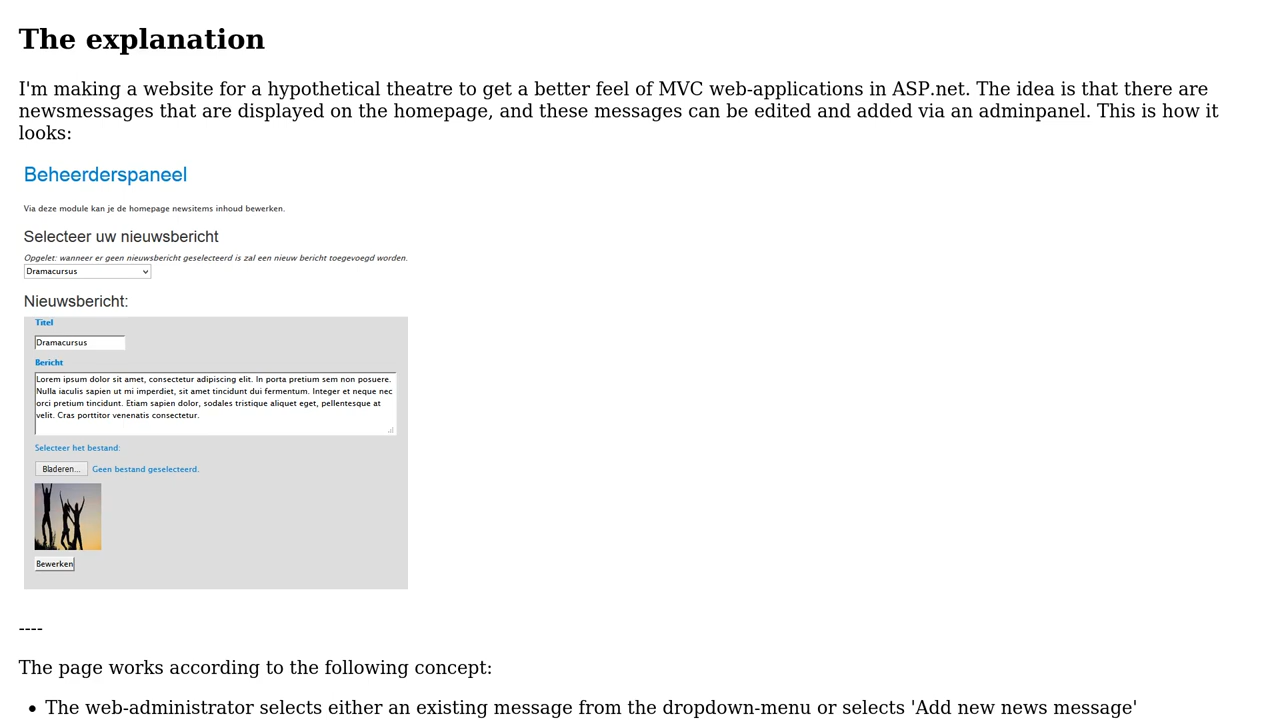 The explanation
I'm making a website for a hypothetical theatre to get a better feel of MVC web-applications in ASP.net. The idea is that there are
newsmessages that are displayed on the homepage, and these messages can be edited and added via an adminpanel. This is how it
looks:
Beheerderspaneel
Via deze module kan je de homepage newsitems inhoud bewerken.
Selecteer uw nieuwsbericht
Opgelet: wanneer er geen nieuwsbericht geselecteerd is zal een nieuw bericht toegevoegd worden.
Dramacursus
Nieuwsbericht:
Titel
Dramacursus
Bericht
Lorem ipsum dolor sit amet, consectetur adipiscing elit. In porta pretium sem non posuere.
Nulla iaculis sapien ut mi imperdiet, sit amet tincidunt dui fermentum. Integer et neque nec
orci pretium tincidunt. Etiam sapien dolor, sodales tristique aliquet eget, pellentesque at
velit. Cras porttitor venenatis consectetur.
Selecteer het bestand:
Bladeren... Geen bestand geselecteerd.
Bewerken
----
The page works according to the following concept:
• The web-administrator selects either an existing message from the dropdown-menu or selects 'Add new news message'